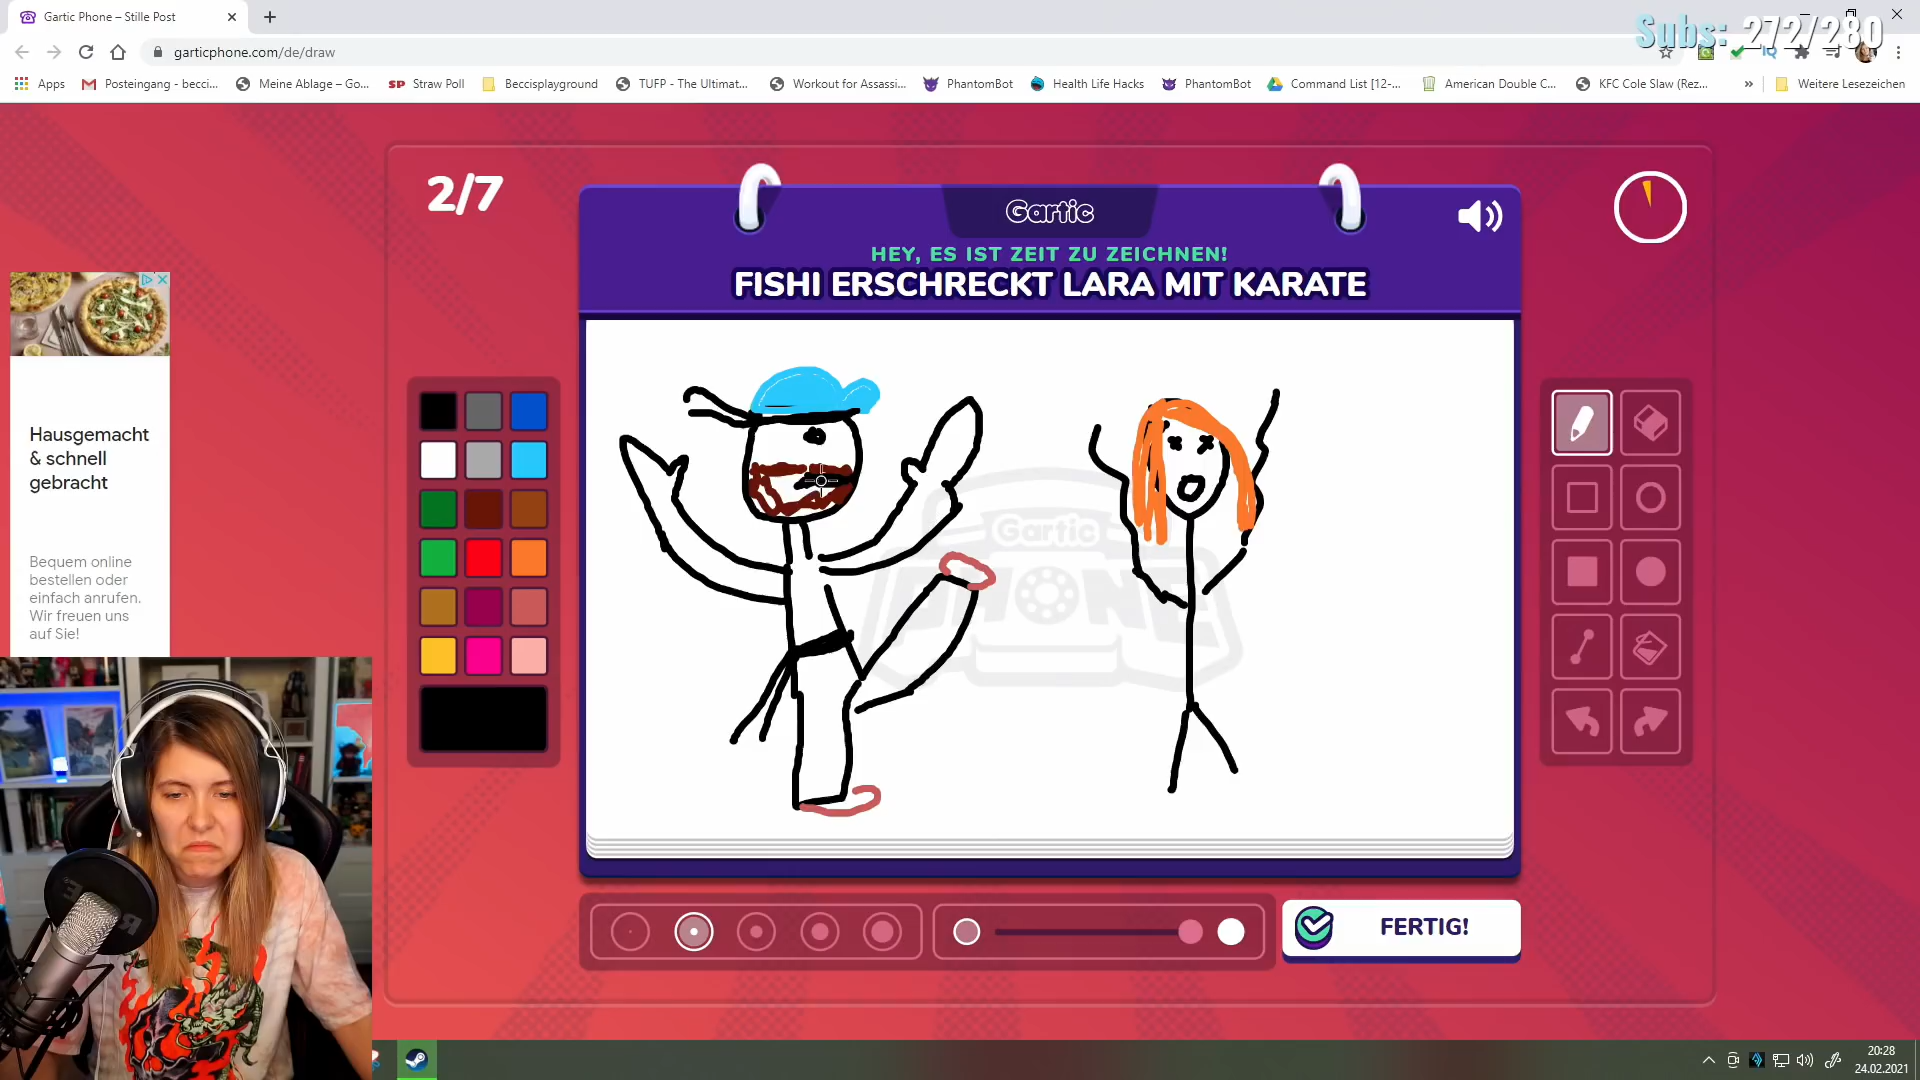 Gartic Phone – Stille Post
Subs: 272/280
garticphone.com/de/draw
Apps
Posteingang - becci...
Meine Ablage – Go...
SP Straw Poll
Beccisplayground
TUFP - The Ultimat...
Workout for Assassi...
PhantomBot
Health Life Hacks
PhantomBot
Command List [12-...
American Double C...
KFC Cole Slaw (Rez...
Weitere Lesezeichen
2/7
Gartic
HEY, ES IST ZEIT ZU ZEICHNEN!
FISHI ERSCHRECKT LARA MIT KARATE
Hausgemacht
& schnell
gebracht
Bequem online
bestellen oder
einfach anrufen.
Wir freuen uns
auf Sie!
Gartic
PHONE
FERTIG!
20:28
24.02.2021